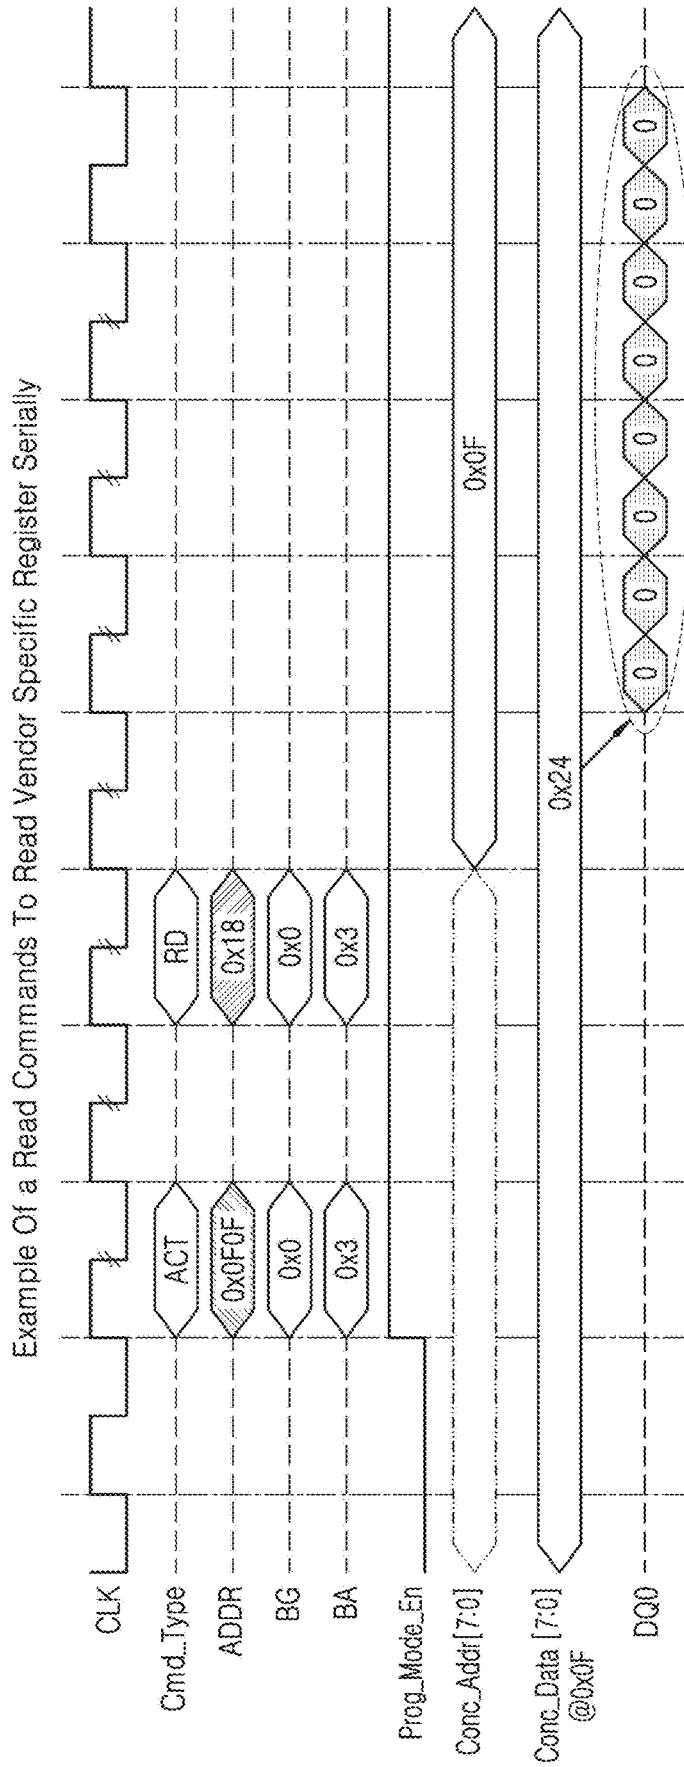 Example Of a Read Commands To Read Vendor Specific Register Serially
CLK
Cmd_Type
ACT
RD
ADDR
0x0F0F
0x18
BG
0x0
0x0
BA
0x3
0x3
Prog_Mode_En
Conc_Addr[7:0]
0x0F
Conc_Data [7:0]
@0x0F
0x24
DQ0
0
0
0
0
0
0
0
0